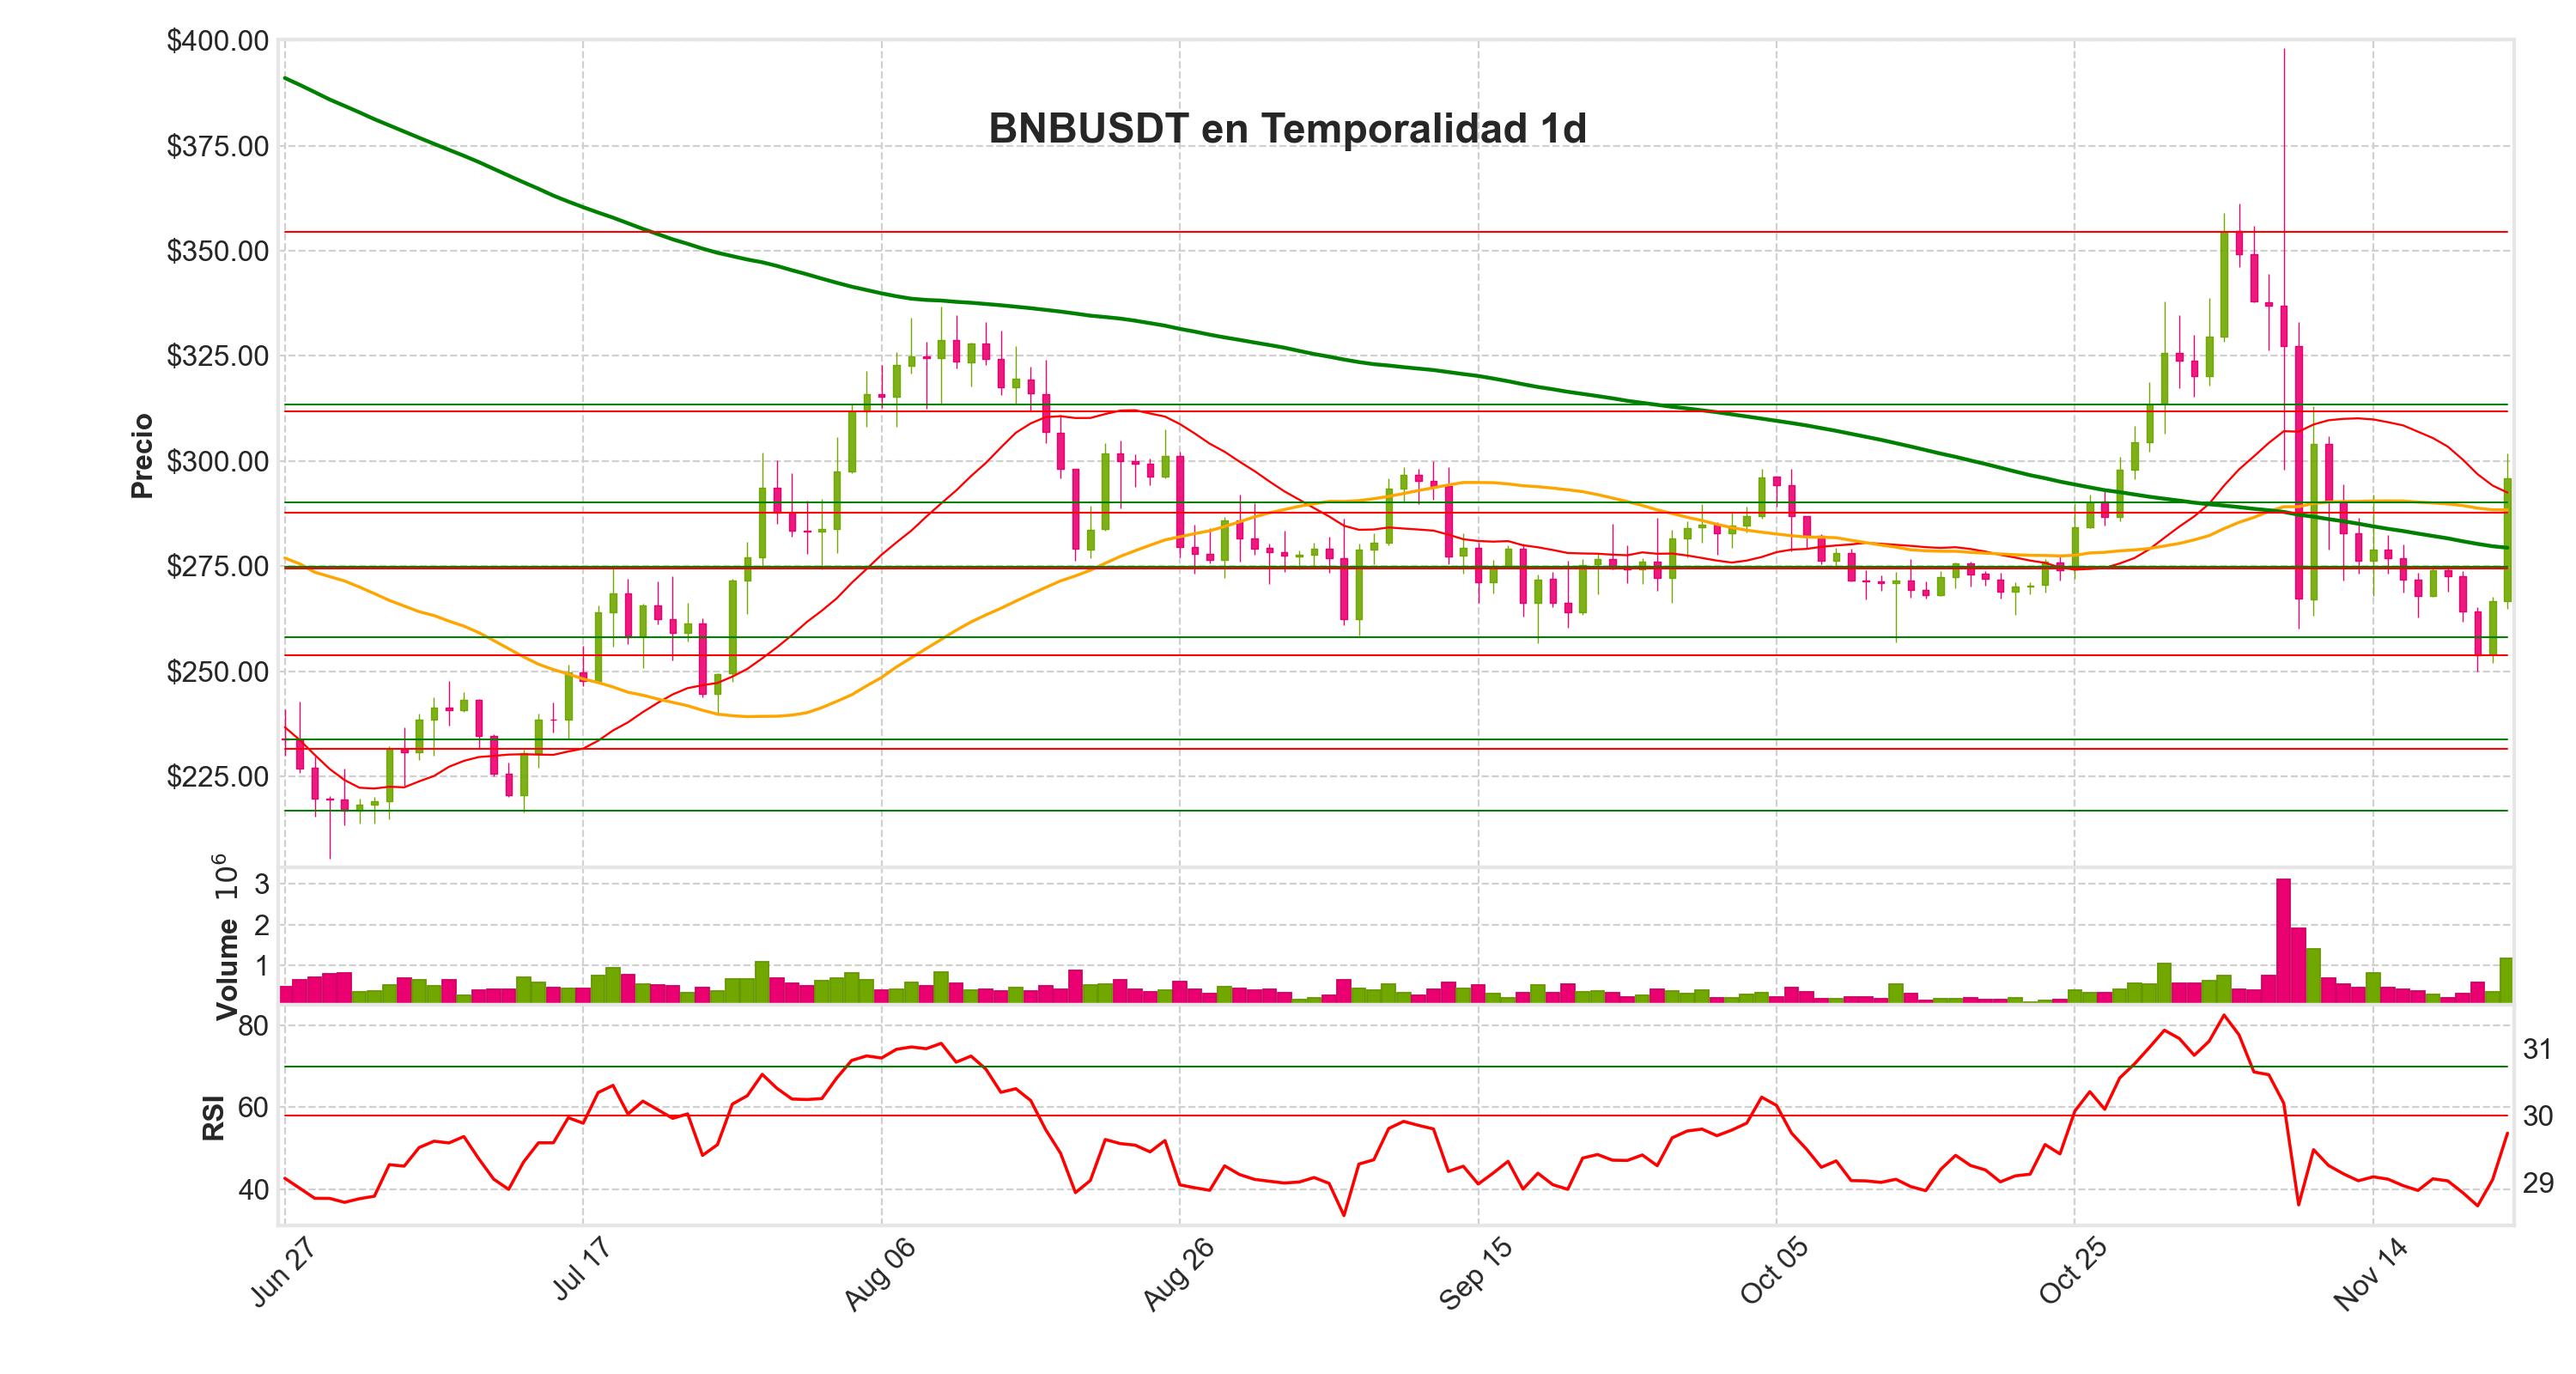 BNBUSDT en Temporalidad 1d
Precio
$400.00
$375.00
$350.00
$325.00
$300.00
$275.00
$250.00
$225.00
Volume 10⁶
3
2
1
RSI
80
60
40
31
30
29
Jun 27
Jul 17
Aug 06
Aug 26
Sep 15
Oct 05
Oct 25
Nov 14